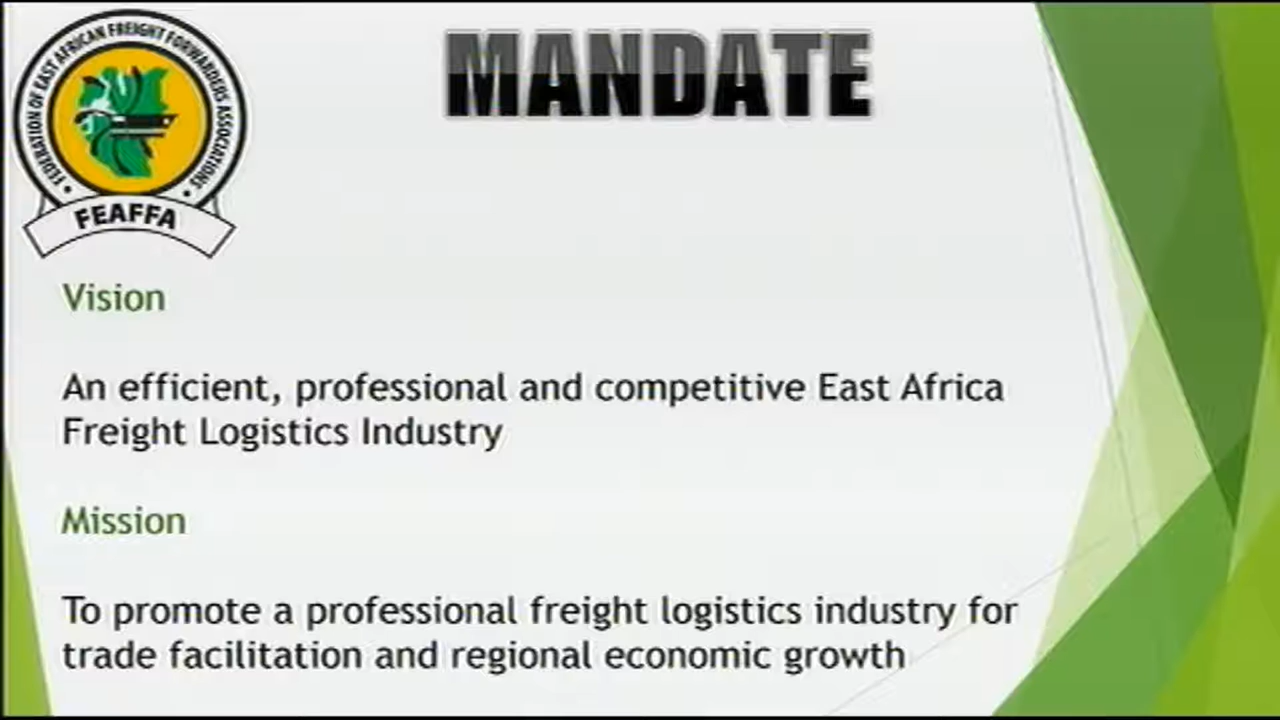 FEDERATION OF EAST AFRICAN FREIGHT FORWARDERS ASSOCIATIONS
FEAFFA
MANDATE
Vision
An efficient, professional and competitive East Africa
Freight Logistics Industry
Mission
To promote a professional freight logistics industry for
trade facilitation and regional economic growth